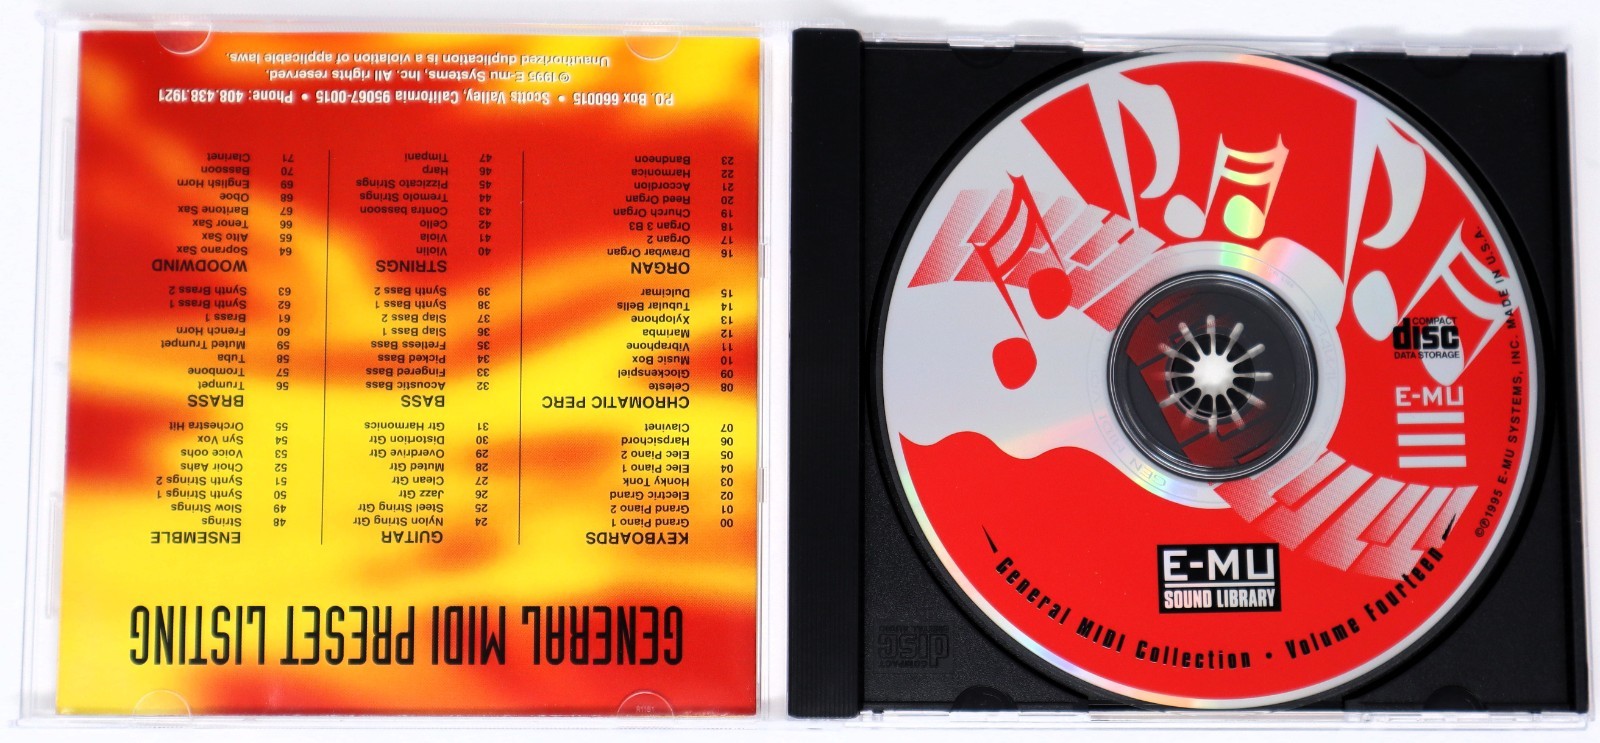 GENERAL MIDI PRESET LISTING
KEYBOARDS
00 Grand Piano 1
01 Grand Piano 2
02 Electric Grand
03 Honky Tonk
04 Elec Piano 1
05 Elec Piano 2
06 Harpsichord
07 Clavinet
CHROMATIC PERC
08 Celeste
09 Glockenspiel
10 Music Box
11 Vibraphone
12 Marimba
13 Xylophone
14 Tubular Bells
15 Dulcimar
ORGAN
16 Drawbar Organ
17 Organ 2
18 Organ 3 B3
19 Church Organ
20 Reed Organ
21 Accordion
22 Harmonica
23 Bandneon
GUITAR
24 Nylon String Gtr
25 Steel String Gtr
26 Jazz Gtr
27 Clean Gtr
28 Muted Gtr
29 Overdrive Gtr
30 Distortion Gtr
31 Gtr Harmonics
BASS
32 Acoustic Bass
33 Fingered Bass
34 Picked Bass
35 Fretless Bass
36 Slap Bass 1
37 Slap Bass 2
38 Synth Bass 1
39 Synth Bass 2
STRINGS
40 Violin
41 Viola
42 Cello
43 Contra bassoon
44 Tremolo Strings
45 Pizzicato Strings
46 Harp
47 Timpani
ENSEMBLE
48 Strings
49 Slow Strings
50 Synth Strings 1
51 Synth Strings 2
52 Choir Aahs
53 Voice oohs
54 Syn Vox
55 Orchestra Hit
BRASS
56 Trumpet
57 Trombone
58 Tuba
59 Muted Trumpet
60 French Horn
61 Brass 1
62 Synth Brass 1
63 Synth Brass 2
WOODWIND
64 Soprano Sax
65 Alto Sax
66 Tenor Sax
67 Baritone Sax
68 Oboe
69 English Horn
70 Bassoon
71 Clarinet
P.O. Box 660015 • Scotts Valley, California 95067-0015 • Phone: 408.438.1921
© 1995 E-mu Systems, Inc. All rights reserved.
Unauthorized duplication is a violation of applicable laws.
COMPACT
disc
DATA STORAGE
E-MU
©℗1995 E-MU SYSTEMS, INC. MADE IN U.S.A.
E-MU
SOUND LIBRARY
General MIDI Collection • Volume Fourteen
COMPACT
disc